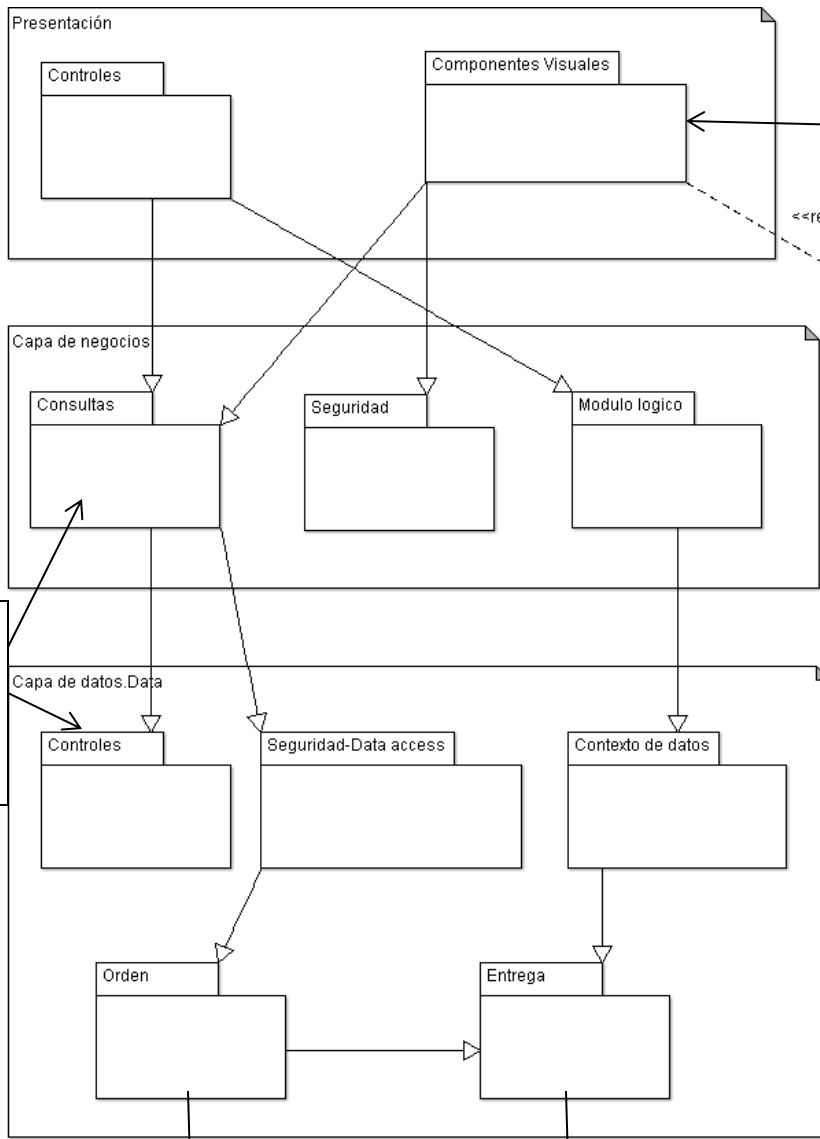 Presentación
Controles
Componentes Visuales
<<re
Capa de negocios
Consultas
Seguridad
Modulo logico
Capa de datos.Data
Controles
Seguridad-Data access
Contexto de datos
Orden
Entrega